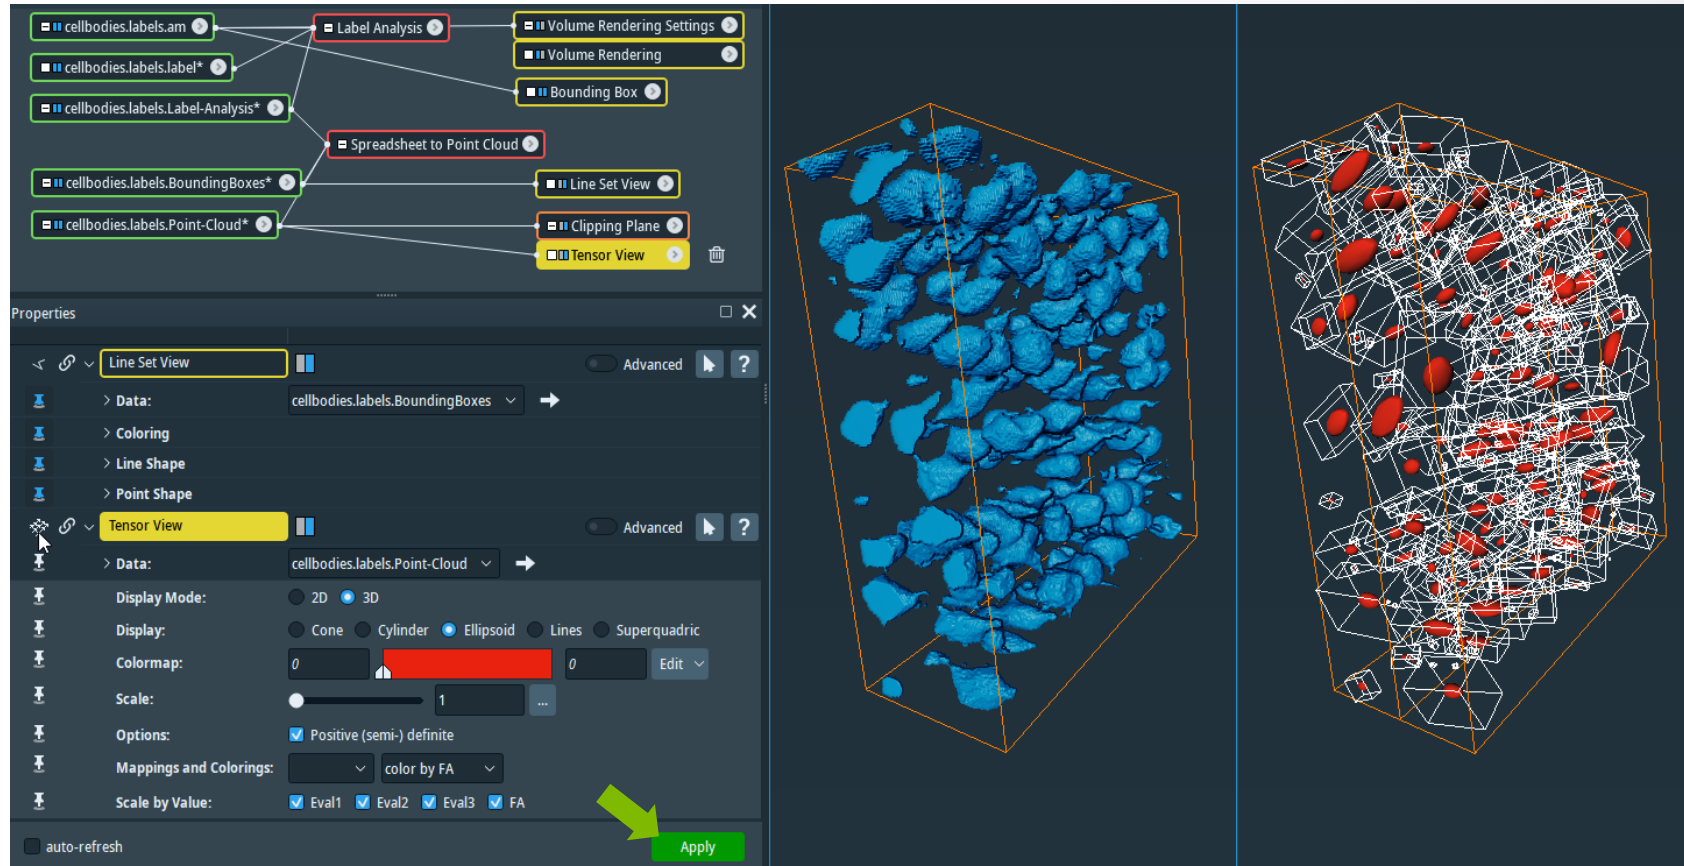 cellbodies.labels.am
Label Analysis
Volume Rendering Settings
Volume Rendering
cellbodies.labels.label*
Bounding Box
cellbodies.labels.Label-Analysis*
Spreadsheet to Point Cloud
cellbodies.labels.BoundingBoxes*
Line Set View
cellbodies.labels.Point-Cloud*
Clipping Plane
Tensor View
Properties
Line Set View
Advanced
?
Data:
cellbodies.labels.BoundingBoxes
Coloring
Line Shape
Point Shape
Tensor View
Advanced
?
Data:
cellbodies.labels.Point-Cloud
Display Mode:
2D
3D
Display:
Cone
Cylinder
Ellipsoid
Lines
Superquadric
Colormap:
0
0
Edit
Scale:
1
...
Options:
Positive (semi-) definite
Mappings and Colorings:
color by FA
Scale by Value:
Eval1
Eval2
Eval3
FA
auto-refresh
Apply